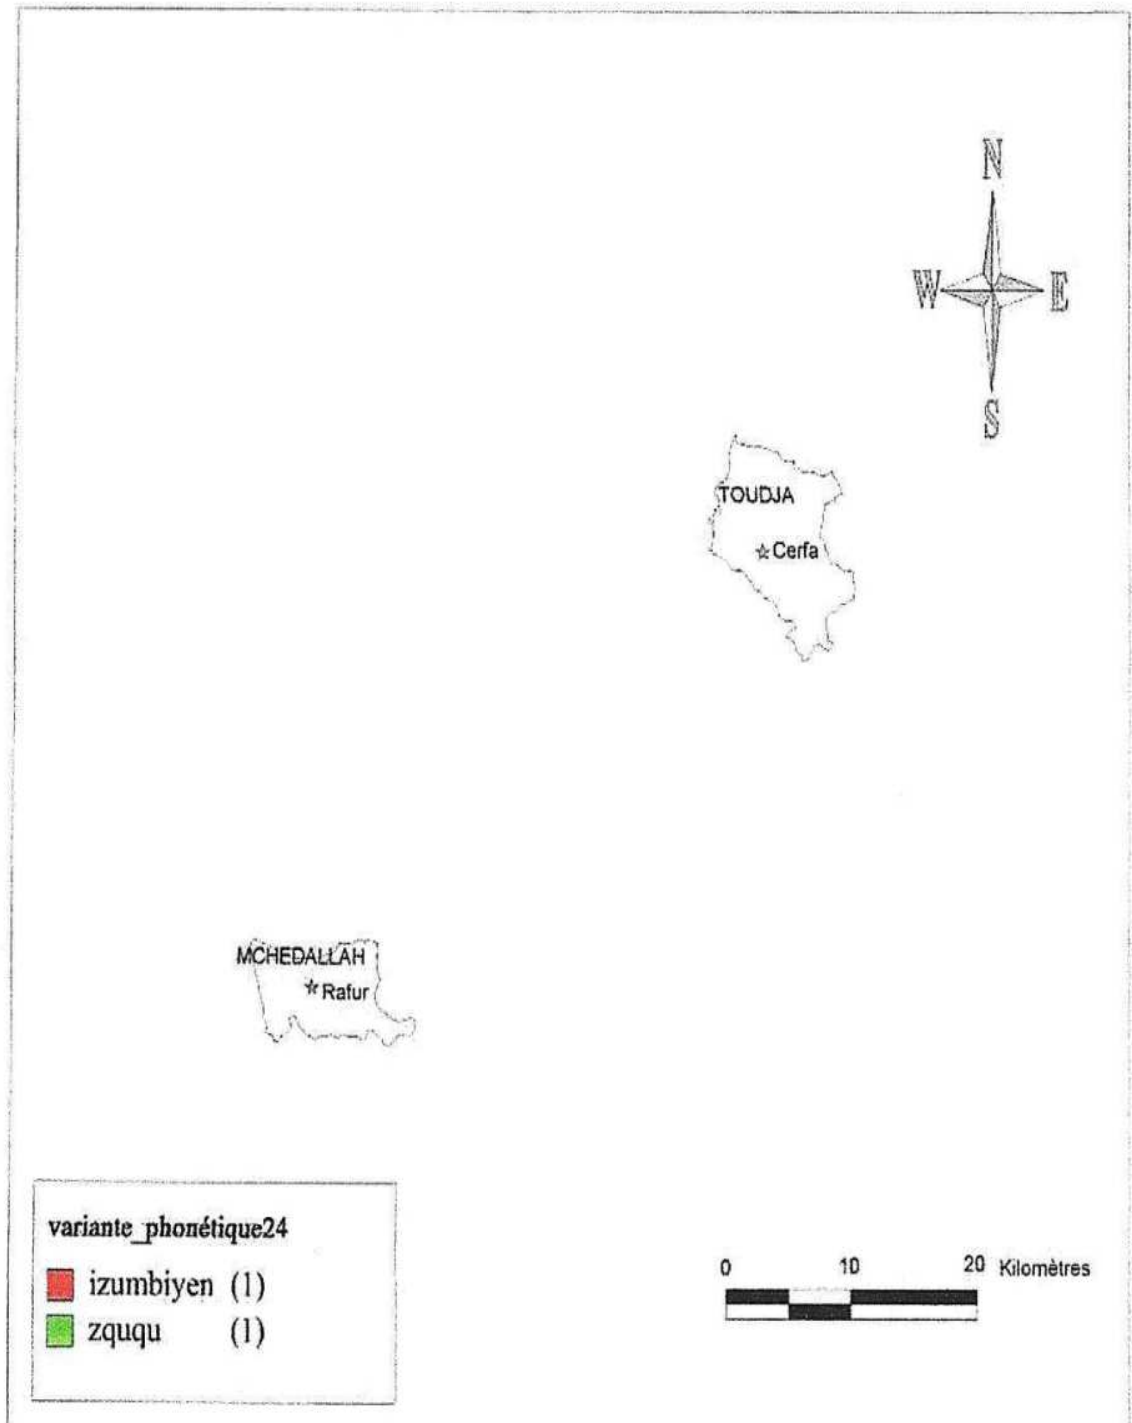 N
W E
S
TOUDJA
Cerfa
MCHEDALLAH
Rafur
variante_phonétique24
izumbiyen (1)
zququ (1)
0 10 20 Kilomètres